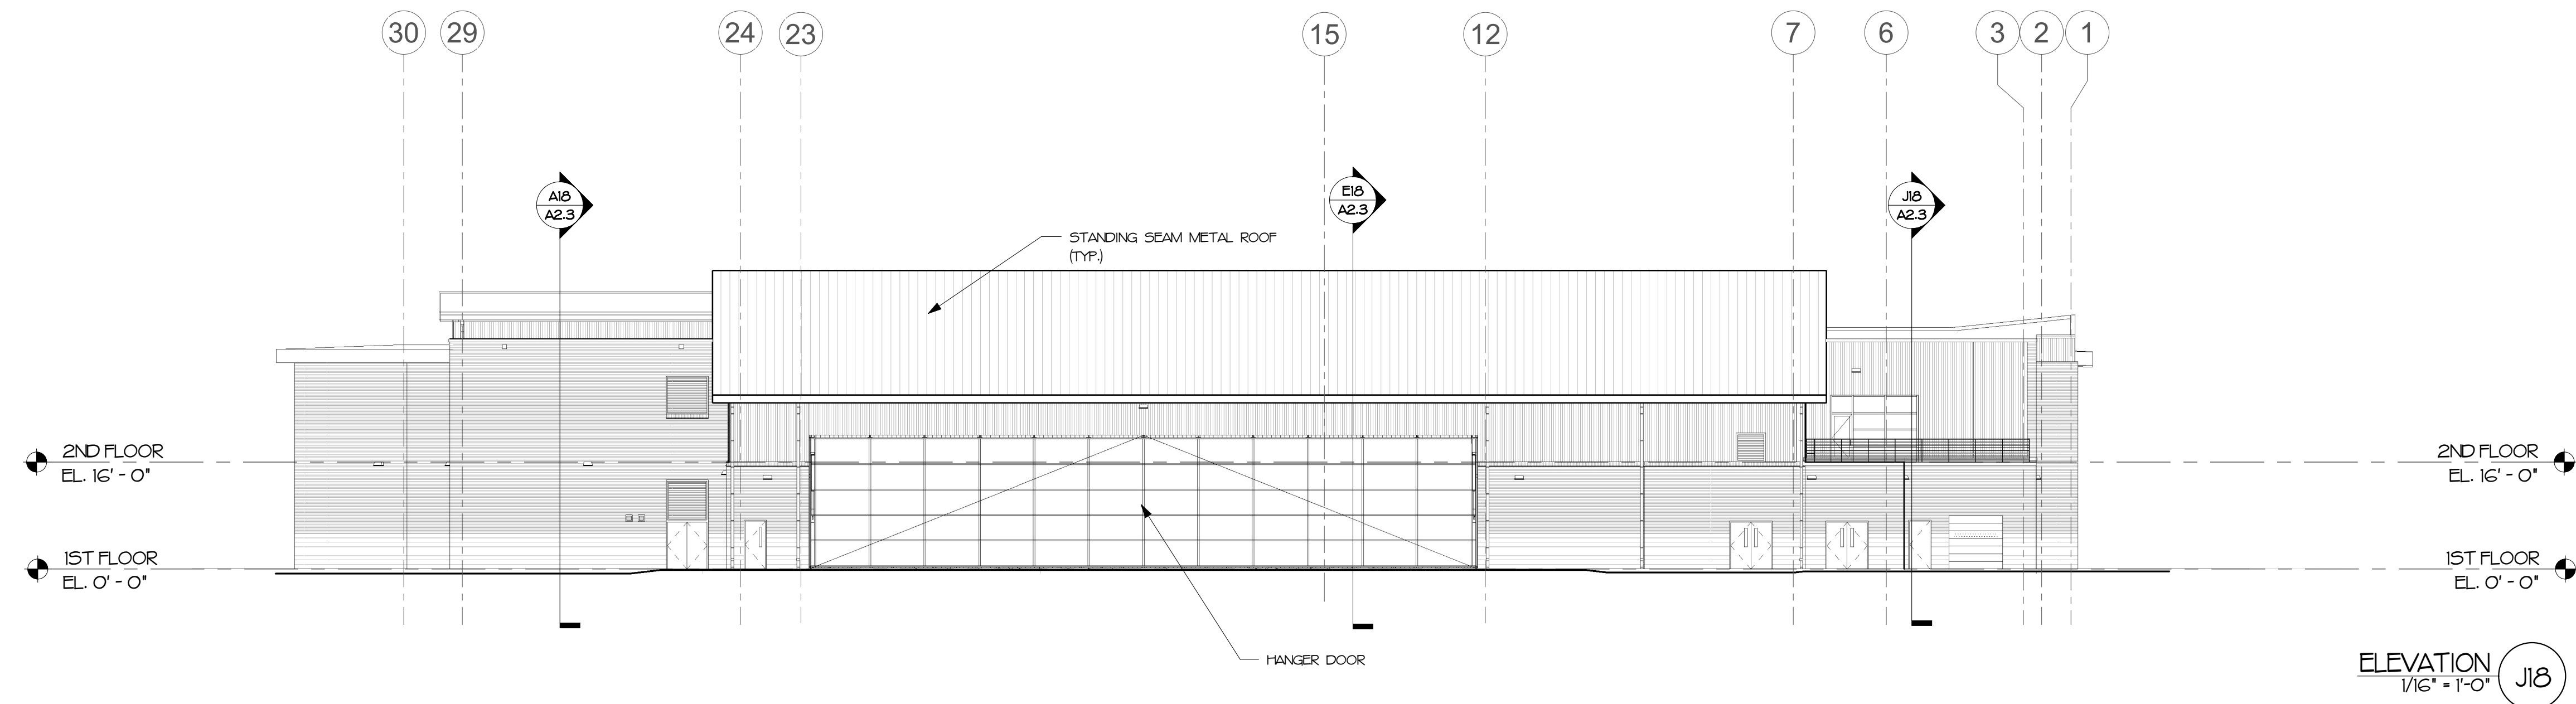 30 29 24 23 15 12 7 6 3 2 1
A18
A2.3
E18
A2.3
J18
A2.3
STANDING SEAM METAL ROOF
(TYP.)
2ND FLOOR
EL. 16' - 0"
2ND FLOOR
EL. 16' - 0"
1ST FLOOR
EL. 0' - 0"
1ST FLOOR
EL. 0' - 0"
HANGER DOOR
ELEVATION
1/16" = 1'-0"
J18